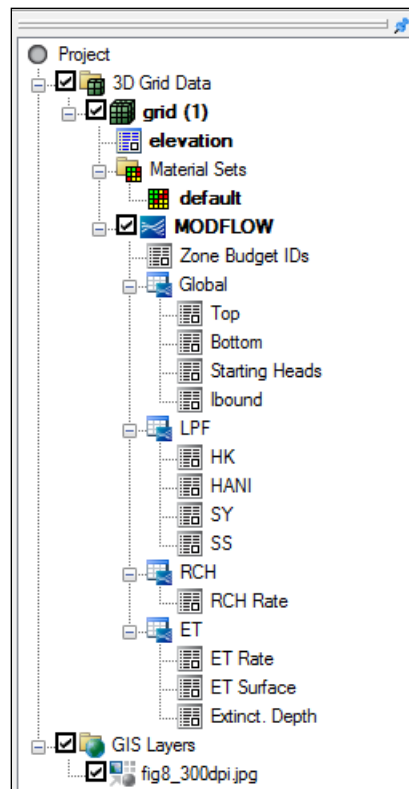 Project
3D Grid Data
grid (1)
elevation
Material Sets
default
MODFLOW
Zone Budget IDs
Global
Top
Bottom
Starting Heads
Ibound
LPF
HK
HANI
SY
SS
RCH
RCH Rate
ET
ET Rate
ET Surface
Extinct. Depth
GIS Layers
fig8_300dpi.jpg